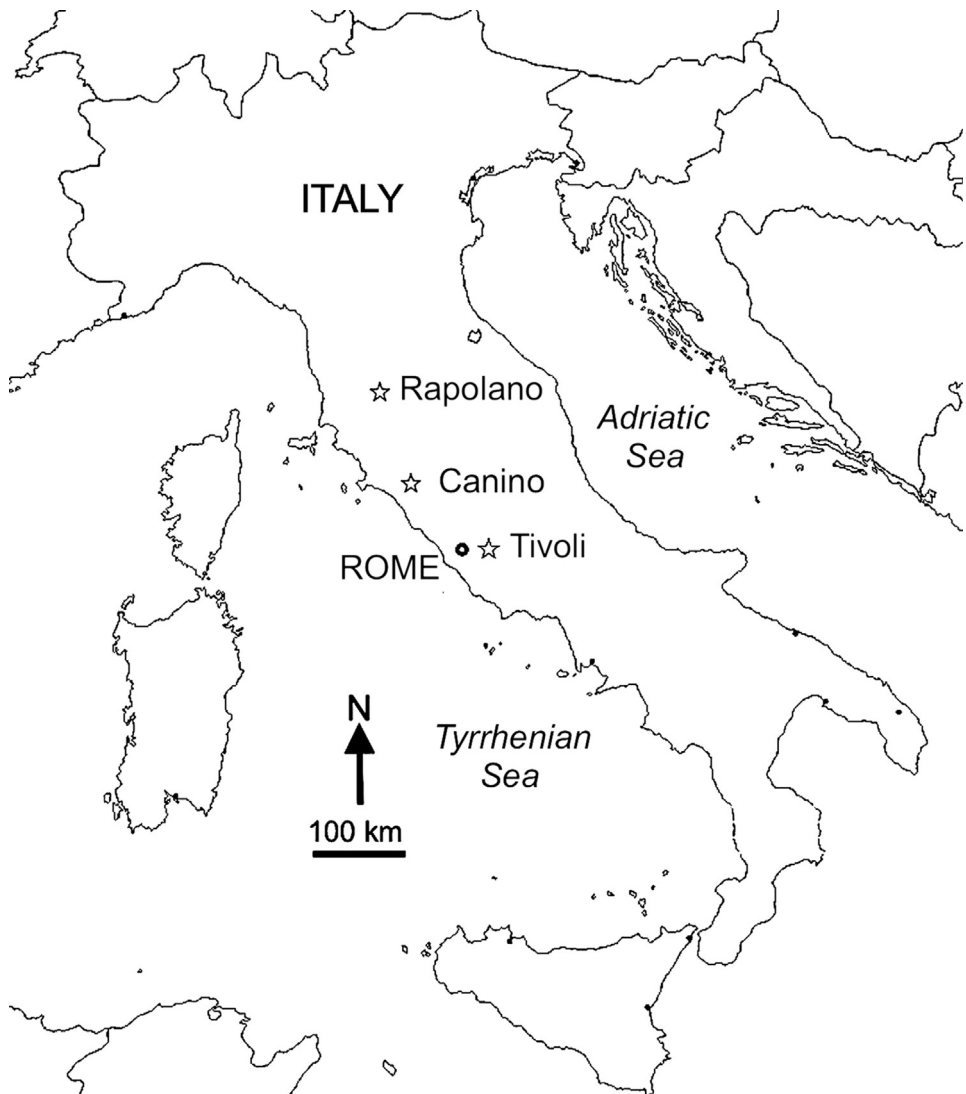 ITALY
Rapolano
Adriatic
Sea
Canino
Tivoli
ROME
N
Tyrrhenian
Sea
100 km